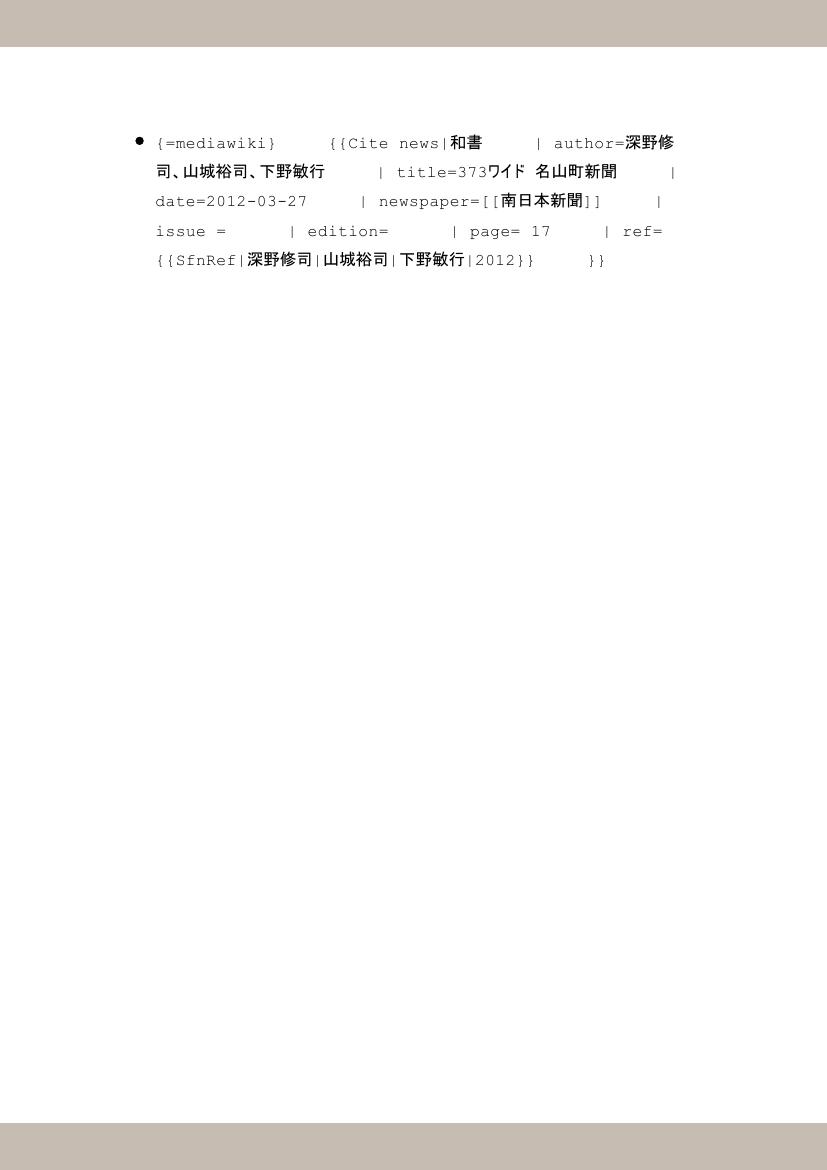 • {=mediawiki} {{Cite news|和書 | author=深野修
司、山城裕司、下野敏行 | title=373ワイド 名山町新聞 |
date=2012-03-27 | newspaper=[[南日本新聞]] |
issue = | edition= | page= 17 | ref=
{{SfnRef|深野修司|山城裕司|下野敏行|2012}} }}